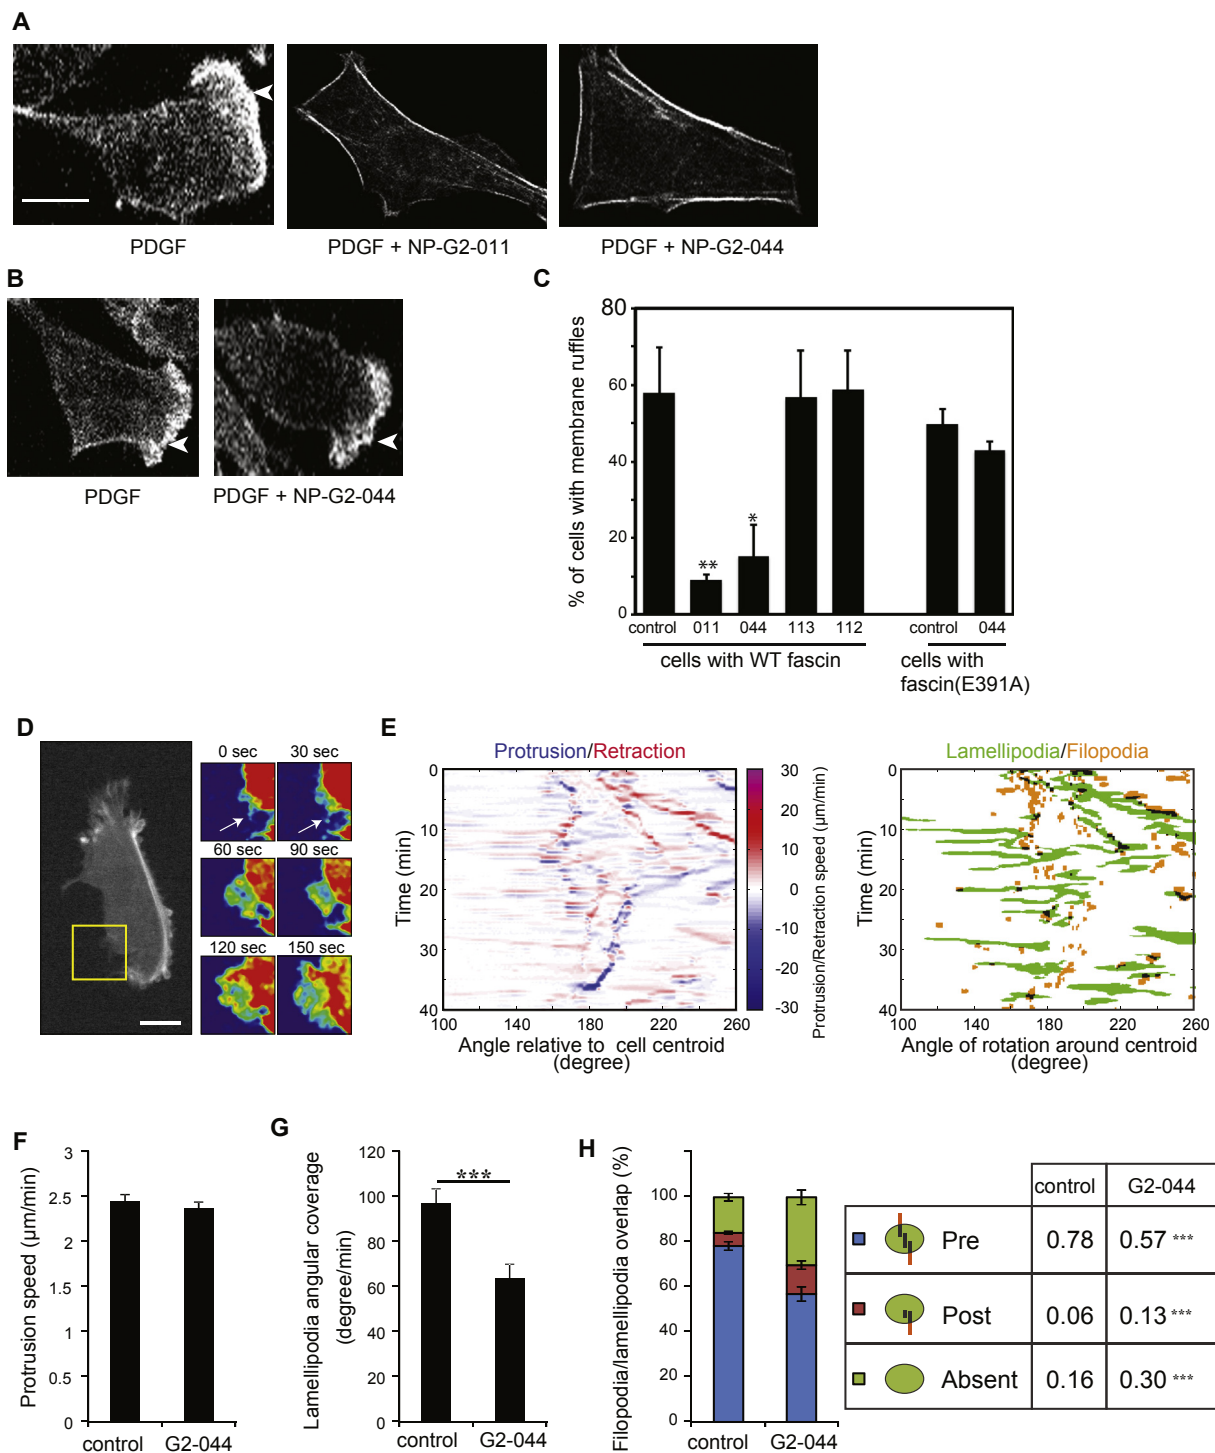 A
PDGF
PDGF + NP-G2-011
PDGF + NP-G2-044
B
PDGF
PDGF + NP-G2-044
C
% of cells with membrane ruffles
80
60
40
20
0
control 011 044 113 112 control 044
** *
cells with WT fascin
cells with
fascin(E391A)
D
0 sec 30 sec
60 sec 90 sec
120 sec 150 sec
E
Protrusion/Retraction
Time (min)
0
10
20
30
40
100 140 180 220 260
Angle relative to cell centroid
(degree)
30
20
10
0
-10
-20
-30
Protrusion/Retraction speed (µm/min)
Lamellipodia/Filopodia
Time (min)
0
10
20
30
40
100 140 180 220 260
Angle of rotation around centroid
(degree)
F
Protrusion speed (µm/min)
3
2.5
2
1.5
1
0.5
0
control G2-044
G
Lamellipodia angular coverage
(degree/min)
120
100
80
60
40
20
0
***
control G2-044
H
Filopodia/lamellipodia overlap (%)
100
80
60
40
20
0
control G2-044
control G2-044
Pre 0.78 0.57 ***
Post 0.06 0.13 ***
Absent 0.16 0.30 ***